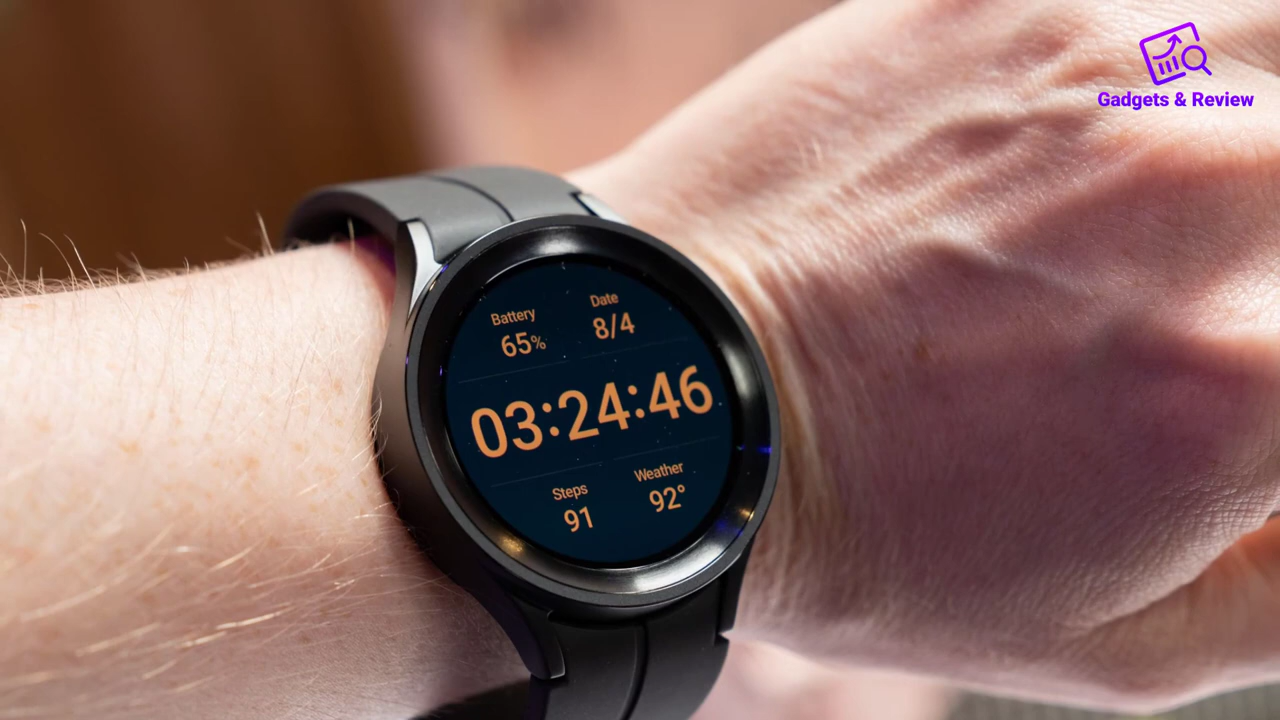 Gadgets & Review
Battery
65%
Date
8/4
03:24:46
Steps
91
Weather
92°